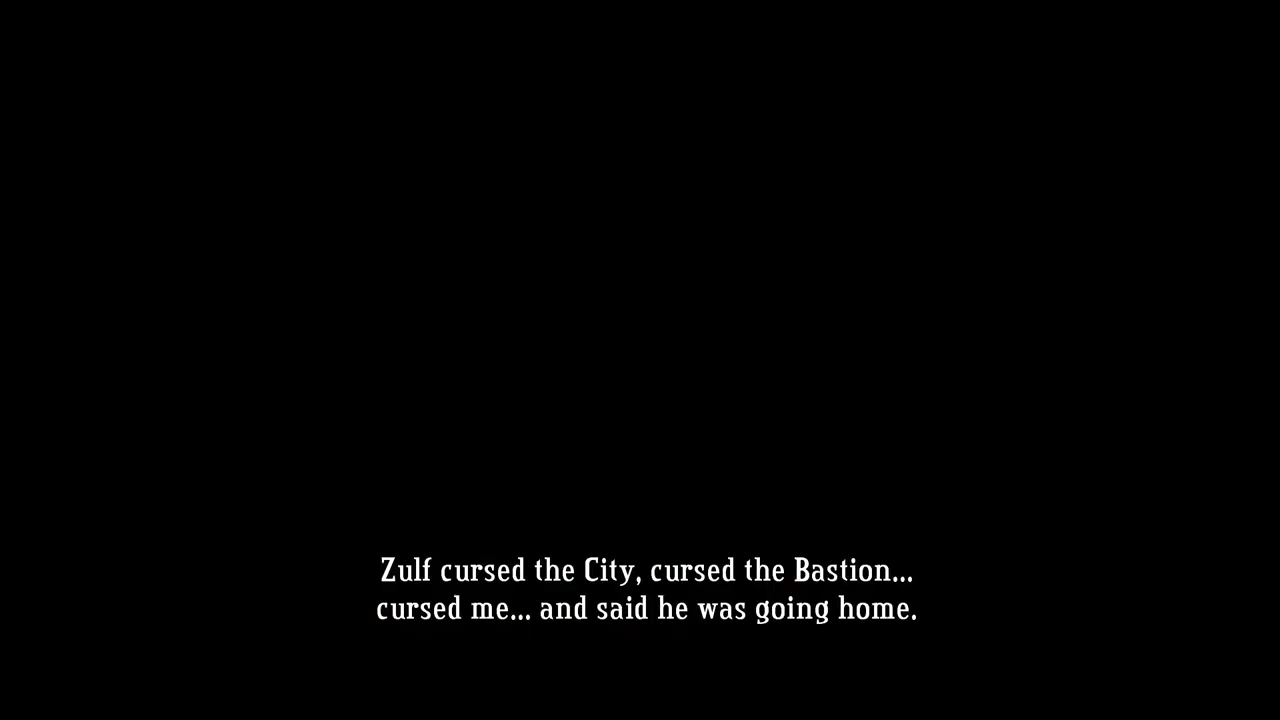 Zulf cursed the City, cursed the Bastion...
cursed me... and said he was going home.